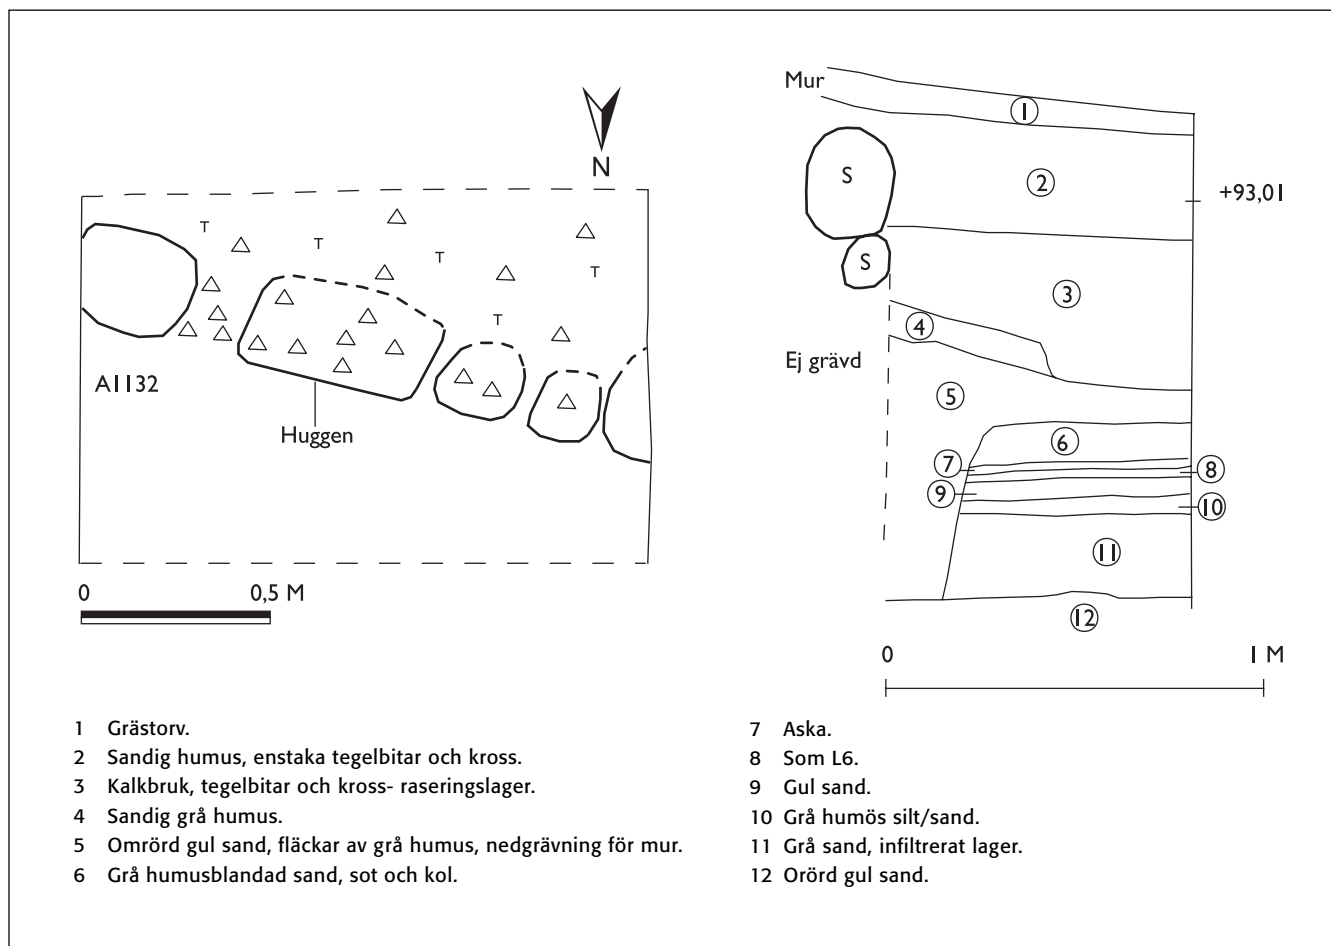 N
T
T
T
T
T
A1132
Huggen
0 0,5 M
Mur
1
S
2
+93,01
S
3
4
Ej grävd
5
6
7
8
9
10
11
12
0 1 M
1 Grästorv.
2 Sandig humus, enstaka tegelbitar och kross.
3 Kalkbruk, tegelbitar och kross- raseringslager.
4 Sandig grå humus.
5 Omrörd gul sand, fläckar av grå humus, nedgrävning för mur.
6 Grå humusblandad sand, sot och kol.
7 Aska.
8 Som L6.
9 Gul sand.
10 Grå humös silt/sand.
11 Grå sand, infiltrerat lager.
12 Orörd gul sand.